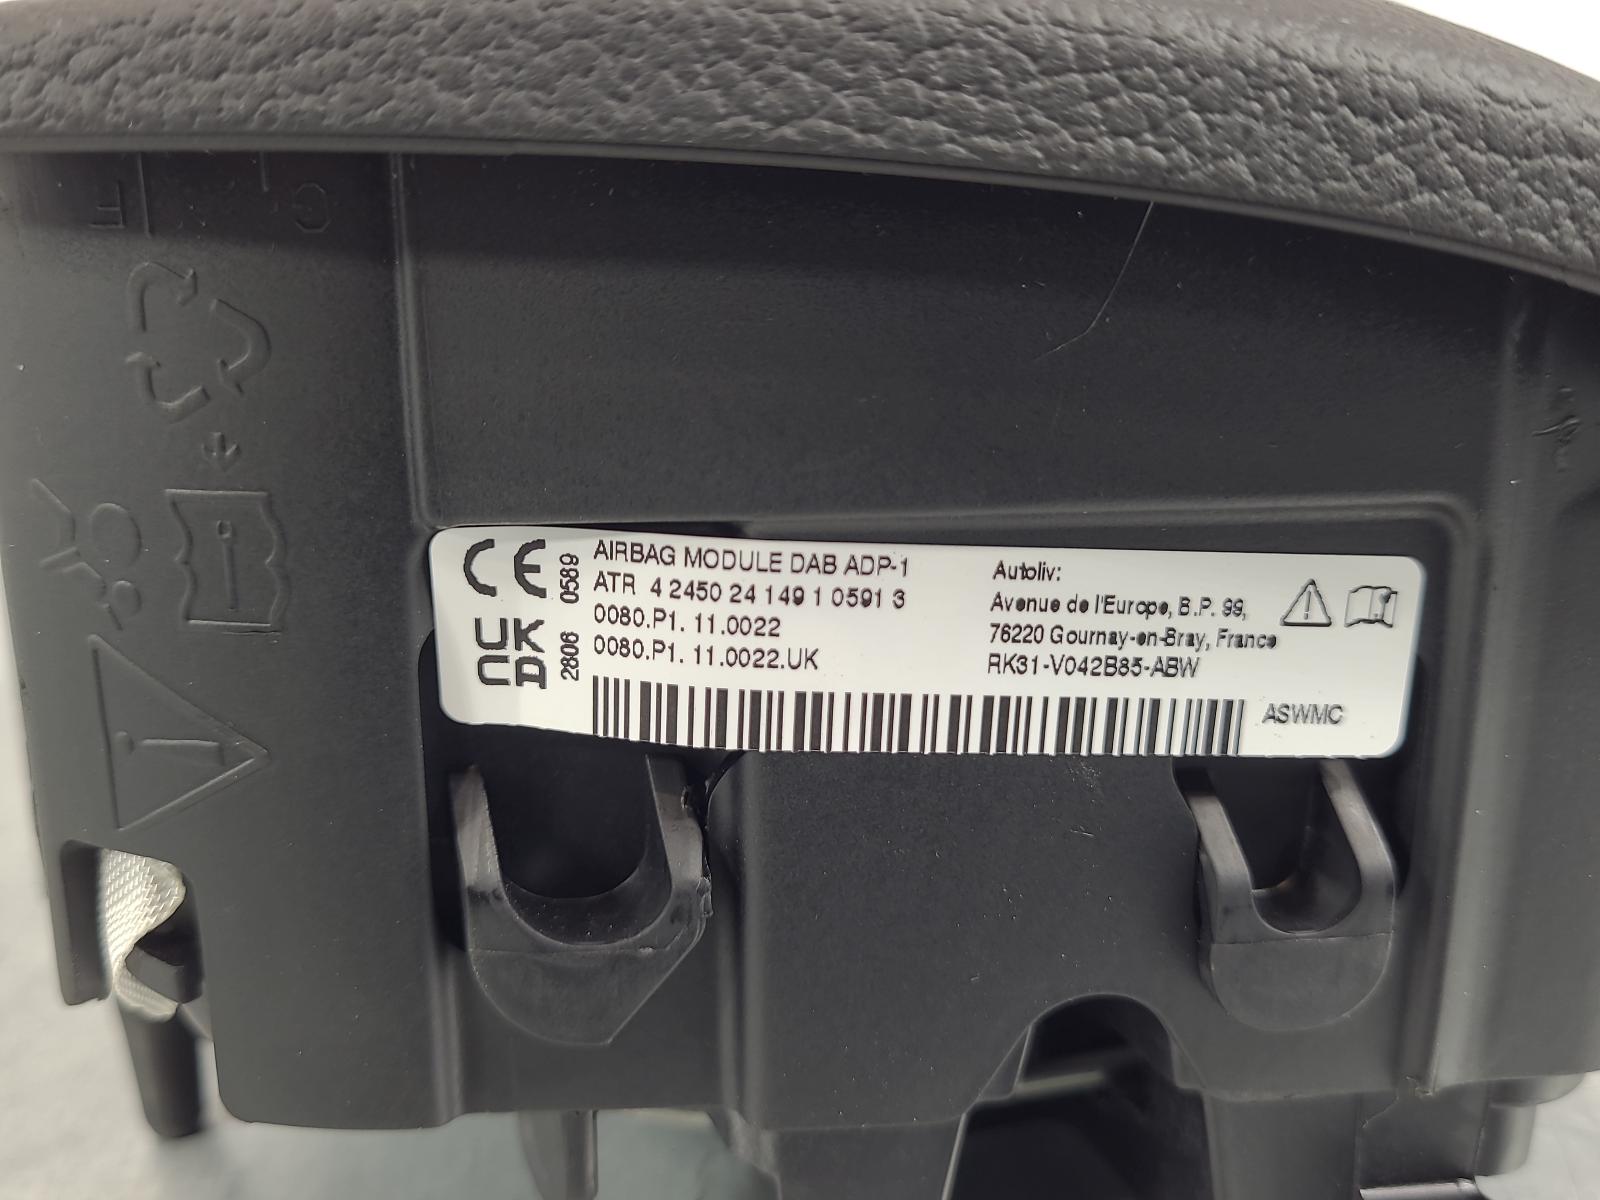 F
C
CE
0589
UK
CA
2806
AIRBAG MODULE DAB ADP-1
ATR 4 2450 24 149 1 0591 3
0080.P1. 11.0022
0080.P1. 11.0022.UK
Autoliv:
Avenue de l'Europe, B.P. 99,
76220 Gournay-en-Bray, France
RK31-V042B85-ABW
ASWMC